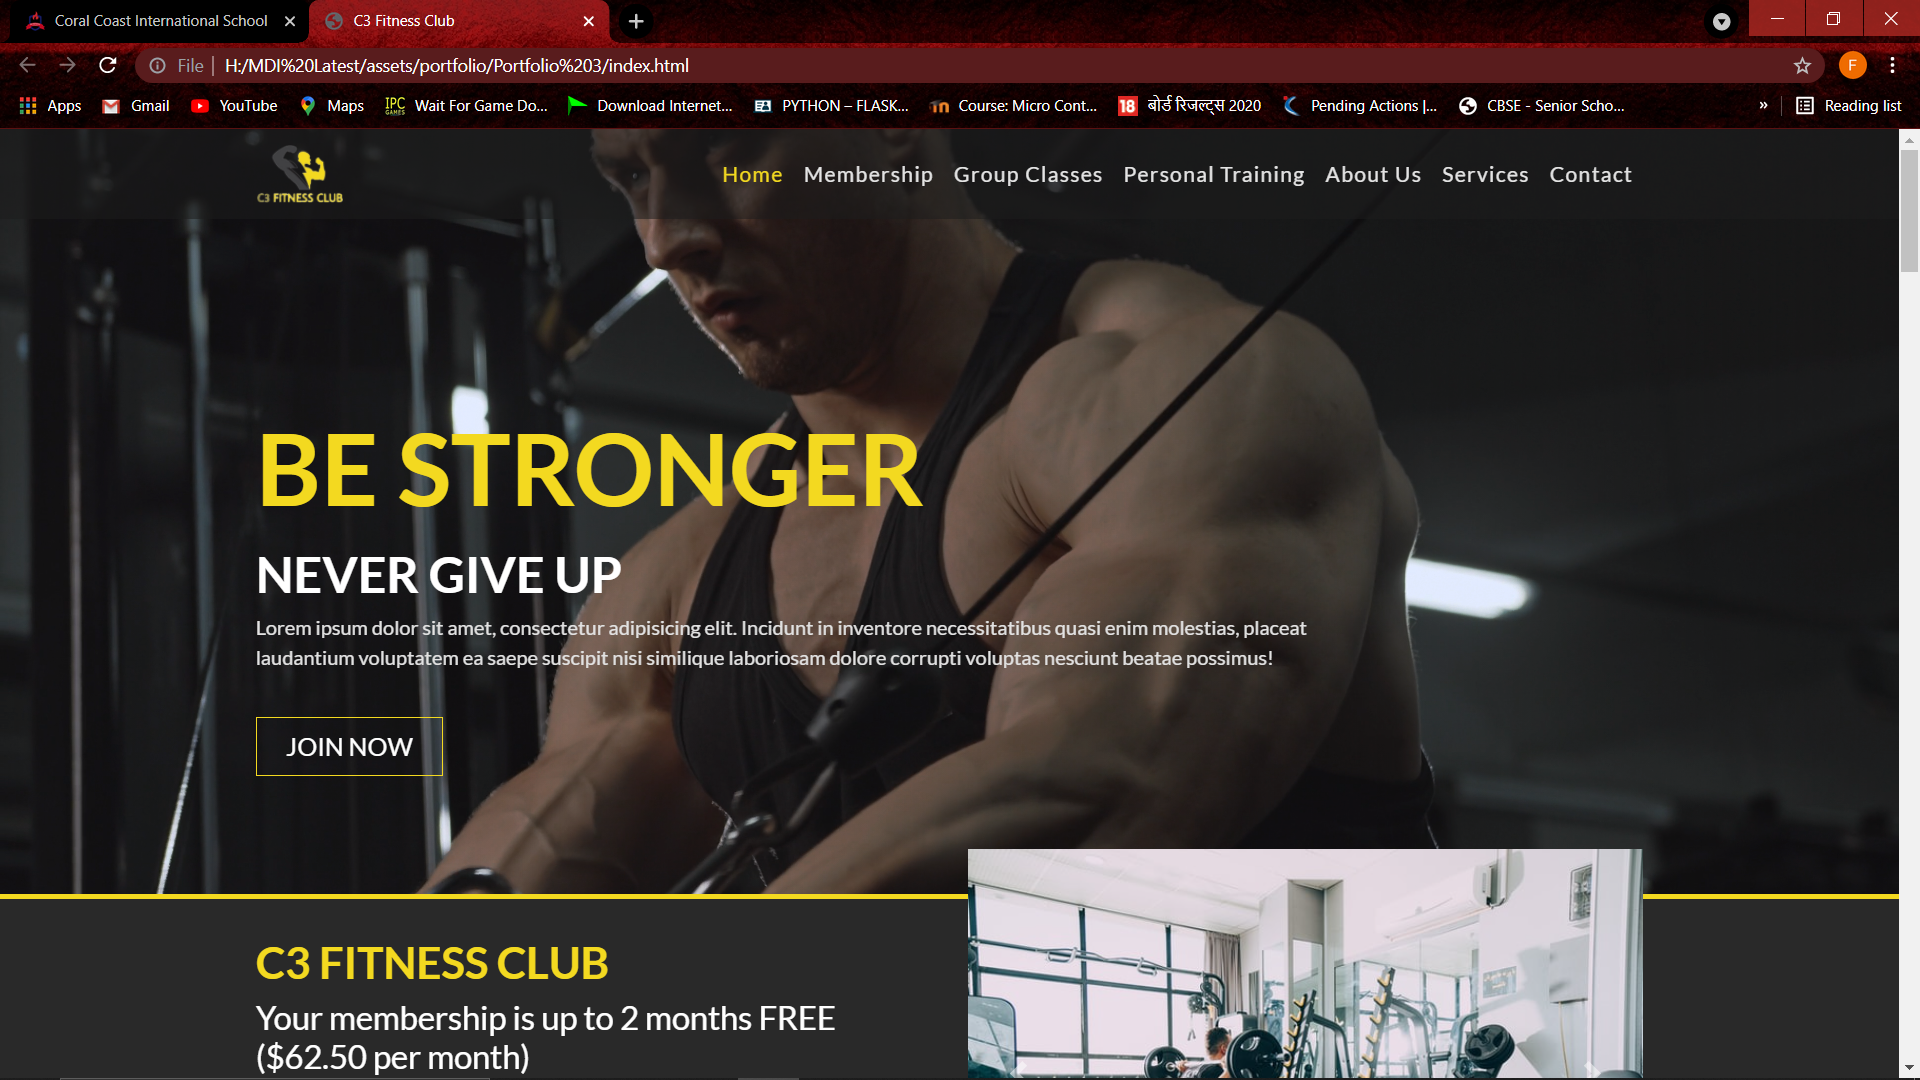 Coral Coast International School
C3 Fitness Club
File | H:/MDI%20Latest/assets/portfolio/Portfolio%203/index.html
F
Apps Gmail YouTube Maps IPC GAMES Wait For Game Do... Download Internet... PYTHON – FLASK... Course: Micro Cont... 18 बोर्ड रिजल्ट्स 2020 Pending Actions |... CBSE - Senior Scho... » Reading list
C3 FITNESS CLUB
Home Membership Group Classes Personal Training About Us Services Contact
BE STRONGER
NEVER GIVE UP
Lorem ipsum dolor sit amet, consectetur adipisicing elit. Incidunt in inventore necessitatibus quasi enim molestias, placeat
laudantium voluptatem ea saepe suscipit nisi similique laboriosam dolore corrupti voluptas nesciunt beatae possimus!
JOIN NOW
C3 FITNESS CLUB
Your membership is up to 2 months FREE
($62.50 per month)